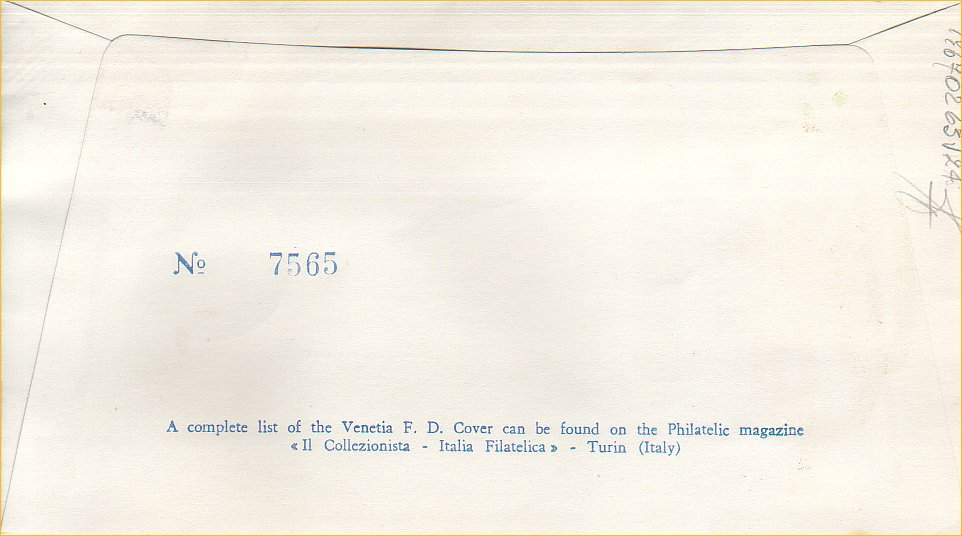 Nº 7565
A complete list of the Venetia F. D. Cover can be found on the Philatelic magazine
« Il Collezionista - Italia Filatelica » - Turin (Italy)